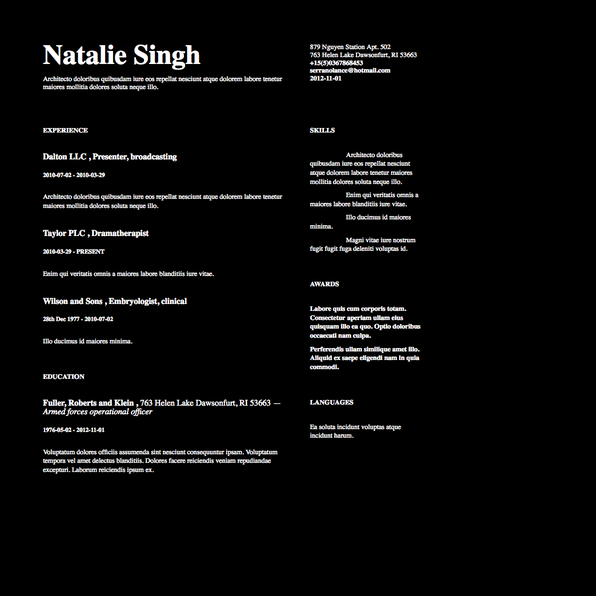 Natalie Singh
Architecto doloribus quibusdam iure eos repellat nesciunt atque dolorem labore tenetur
maiores mollitia dolores soluta neque illo.
879 Nguyen Station Apt. 502
763 Helen Lake Dawsonfurt, RI 53663
+15(5)0367868453
serranolance@hotmail.com
2012-11-01
EXPERIENCE
Dalton LLC , Presenter, broadcasting
2010-07-02 - 2010-03-29
Architecto doloribus quibusdam iure eos repellat nesciunt atque dolorem labore tenetur
maiores mollitia dolores soluta neque illo.
Taylor PLC , Dramatherapist
2010-03-29 - PRESENT
Enim qui veritatis omnis a maiores labore blanditiis iure vitae.
Wilson and Sons , Embryologist, clinical
28th Dec 1977 - 2010-07-02
Illo ducimus id maiores minima.
EDUCATION
Fuller, Roberts and Klein , 763 Helen Lake Dawsonfurt, RI 53663 —
Armed forces operational officer
1976-05-02 - 2012-11-01
Voluptatum dolores officiis assumenda sint nesciunt consequuntur ipsam. Voluptatum
tempora vel amet delectus blanditiis. Dolores facere reiciendis veniam repudiandae
excepturi. Laborum reiciendis ipsum ex.
SKILLS
Architecto doloribus
quibusdam iure eos repellat nesciunt
atque dolorem labore tenetur maiores
mollitia dolores soluta neque illo.
Enim qui veritatis omnis a
maiores labore blanditiis iure vitae.
Illo ducimus id maiores
minima.
Magni vitae iure nostrum
fugit fugit fuga deleniti voluptas id.
AWARDS
Labore quis cum corporis totam.
Consectetur aperiam ullam eius
quisquam illo ea quo. Optio doloribus
occaecati nam culpa.
Perferendis ullam similique amet illo.
Aliquid ex saepe eligendi nam in quia
commodi.
LANGUAGES
Ea soluta incidunt voluptas atque
incidunt harum.